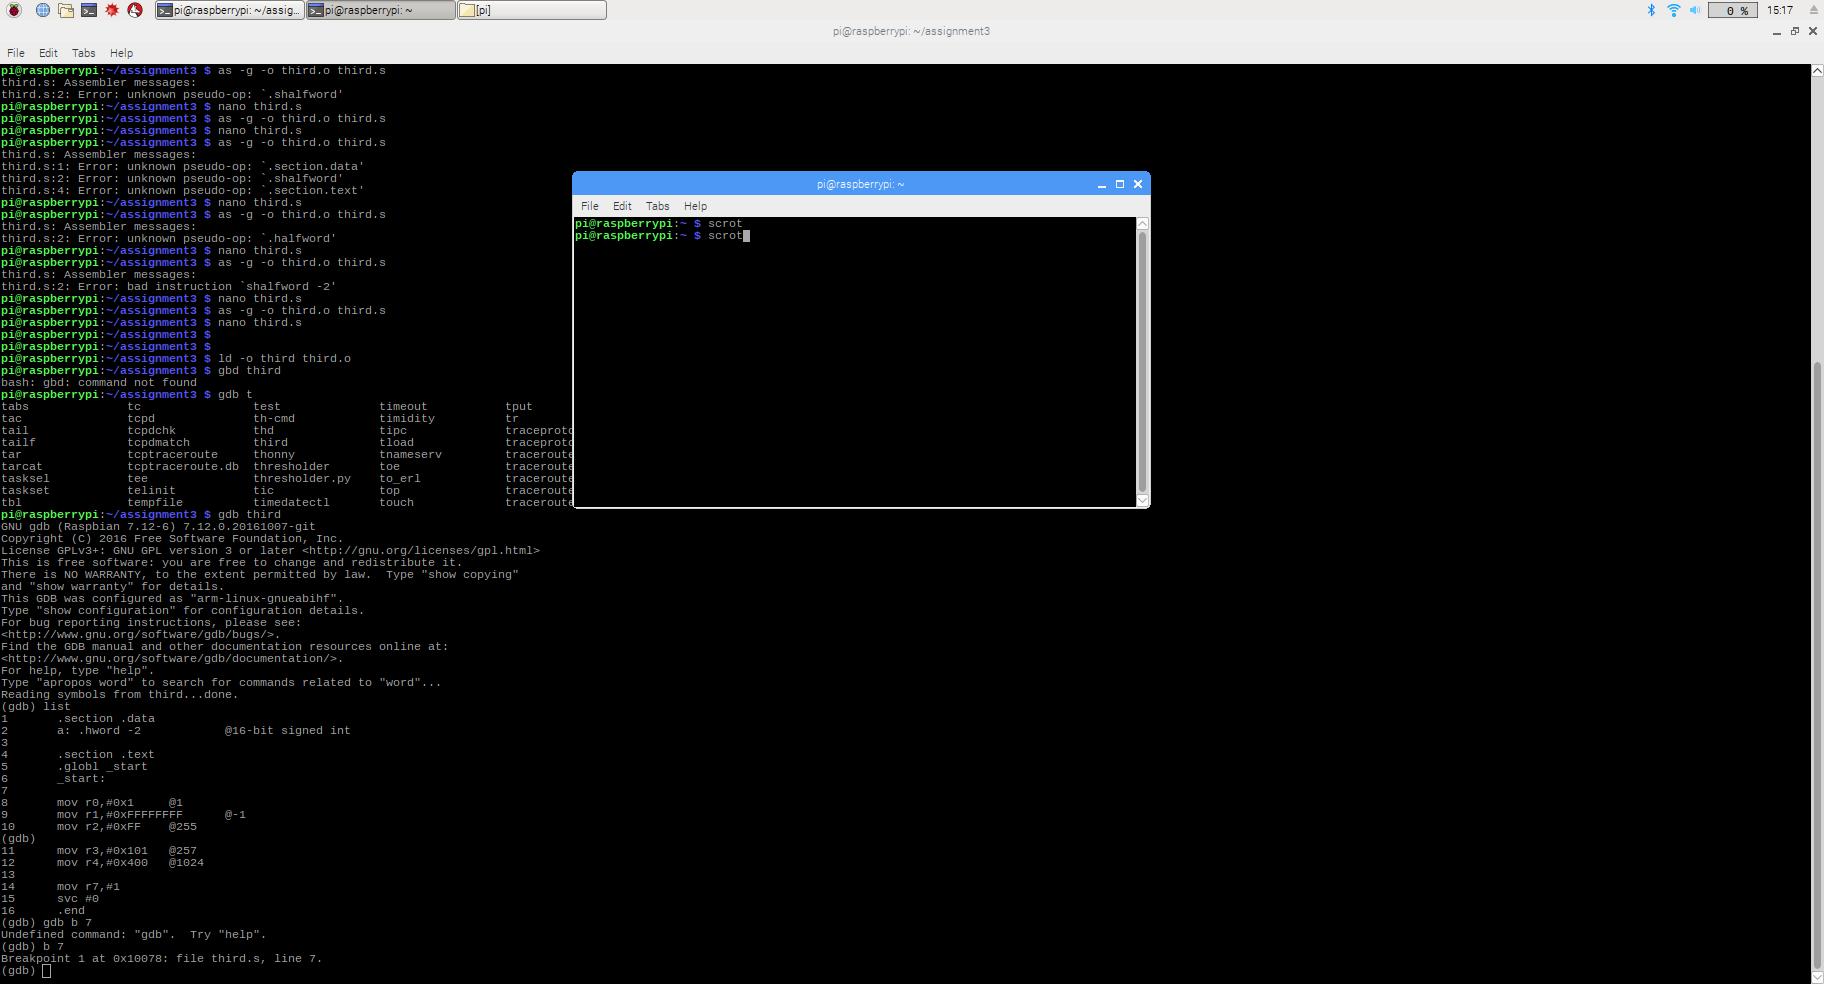 pi@raspberrypi: ~/assig...
pi@raspberrypi: ~
[pi]
0 %
15:17
pi@raspberrypi: ~/assignment3
File Edit Tabs Help
pi@raspberrypi:~/assignment3 $ as -g -o third.o third.s
third.s: Assembler messages:
third.s:2: Error: unknown pseudo-op: `.shalfword'
pi@raspberrypi:~/assignment3 $ nano third.s
pi@raspberrypi:~/assignment3 $ as -g -o third.o third.s
pi@raspberrypi:~/assignment3 $ nano third.s
pi@raspberrypi:~/assignment3 $ as -g -o third.o third.s
third.s: Assembler messages:
third.s:1: Error: unknown pseudo-op: `.section.data'
third.s:2: Error: unknown pseudo-op: `.shalfword'
third.s:4: Error: unknown pseudo-op: `.section.text'
pi@raspberrypi:~/assignment3 $ nano third.s
pi@raspberrypi:~/assignment3 $ as -g -o third.o third.s
third.s: Assembler messages:
third.s:2: Error: unknown pseudo-op: `.halfword'
pi@raspberrypi:~/assignment3 $ nano third.s
pi@raspberrypi:~/assignment3 $ as -g -o third.o third.s
third.s: Assembler messages:
third.s:2: Error: bad instruction `shalfword -2'
pi@raspberrypi:~/assignment3 $ nano third.s
pi@raspberrypi:~/assignment3 $ as -g -o third.o third.s
pi@raspberrypi:~/assignment3 $ nano third.s
pi@raspberrypi:~/assignment3 $
pi@raspberrypi:~/assignment3 $
pi@raspberrypi:~/assignment3 $ ld -o third third.o
pi@raspberrypi:~/assignment3 $ gbd third
bash: gbd: command not found
pi@raspberrypi:~/assignment3 $ gdb t
tabs tc test timeout tput
tac tcpd th-cmd timidity tr
tail tcpdchk thd tipc traceproto
tailf tcpdmatch third tload traceproto
tar tcptraceroute thonny tnameserv traceroute
tarcat tcptraceroute.db thresholder toe traceroute
tasksel tee thresholder.py to_erl traceroute
taskset telinit tic top traceroute
tbl tempfile timedatectl touch traceroute
pi@raspberrypi:~/assignment3 $ gdb third
GNU gdb (Raspbian 7.12-6) 7.12.0.20161007-git
Copyright (C) 2016 Free Software Foundation, Inc.
License GPLv3+: GNU GPL version 3 or later <http://gnu.org/licenses/gpl.html>
This is free software: you are free to change and redistribute it.
There is NO WARRANTY, to the extent permitted by law.  Type "show copying"
and "show warranty" for details.
This GDB was configured as "arm-linux-gnueabihf".
Type "show configuration" for configuration details.
For bug reporting instructions, please see:
<http://www.gnu.org/software/gdb/bugs/>.
Find the GDB manual and other documentation resources online at:
<http://www.gnu.org/software/gdb/documentation/>.
For help, type "help".
Type "apropos word" to search for commands related to "word"...
Reading symbols from third...done.
(gdb) list
1 .section .data
2 a: .hword -2 @16-bit signed int
3
4 .section .text
5 .globl _start
6 _start:
7
8 mov r0,#0x1 @1
9 mov r1,#0xFFFFFFFF @-1
10 mov r2,#0xFF @255
(gdb)
11 mov r3,#0x101 @257
12 mov r4,#0x400 @1024
13
14 mov r7,#1
15 svc #0
16 .end
(gdb) gdb b 7
Undefined command: "gdb".  Try "help".
(gdb) b 7
Breakpoint 1 at 0x10078: file third.s, line 7.
(gdb)
pi@raspberrypi: ~
File Edit Tabs Help
pi@raspberrypi:~ $ scrot
pi@raspberrypi:~ $ scrot